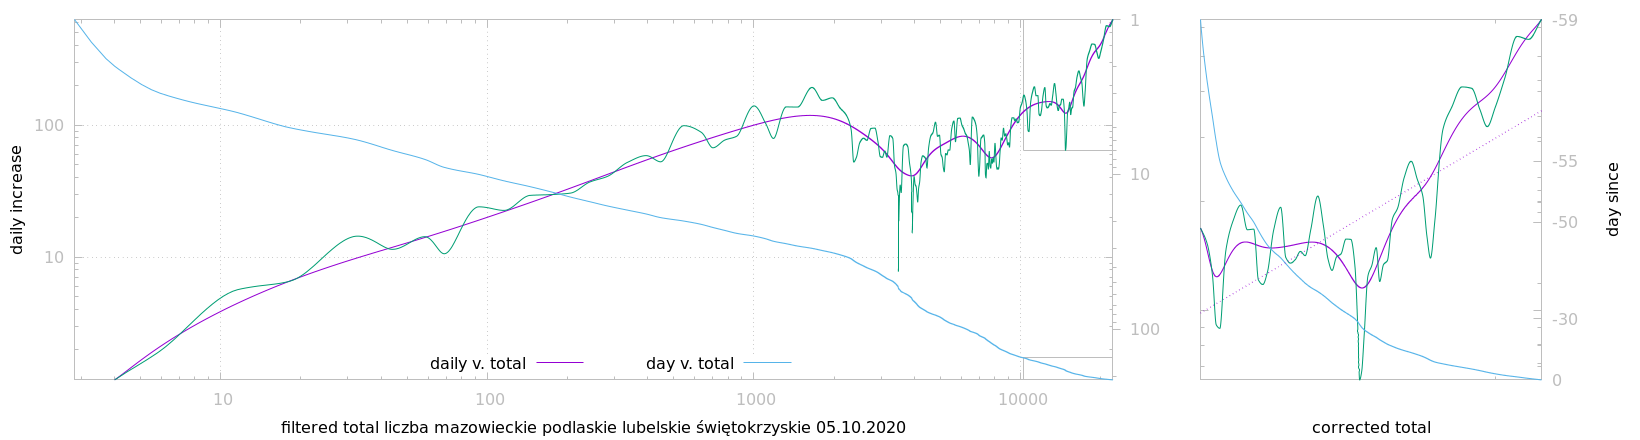 1
-59
100
10
-55
-50
10
100
-30
0
daily increase
day since
daily v. total
day v. total
10
100
1000
10000
filtered total liczba mazowieckie podlaskie lubelskie świętokrzyskie 05.10.2020
corrected total